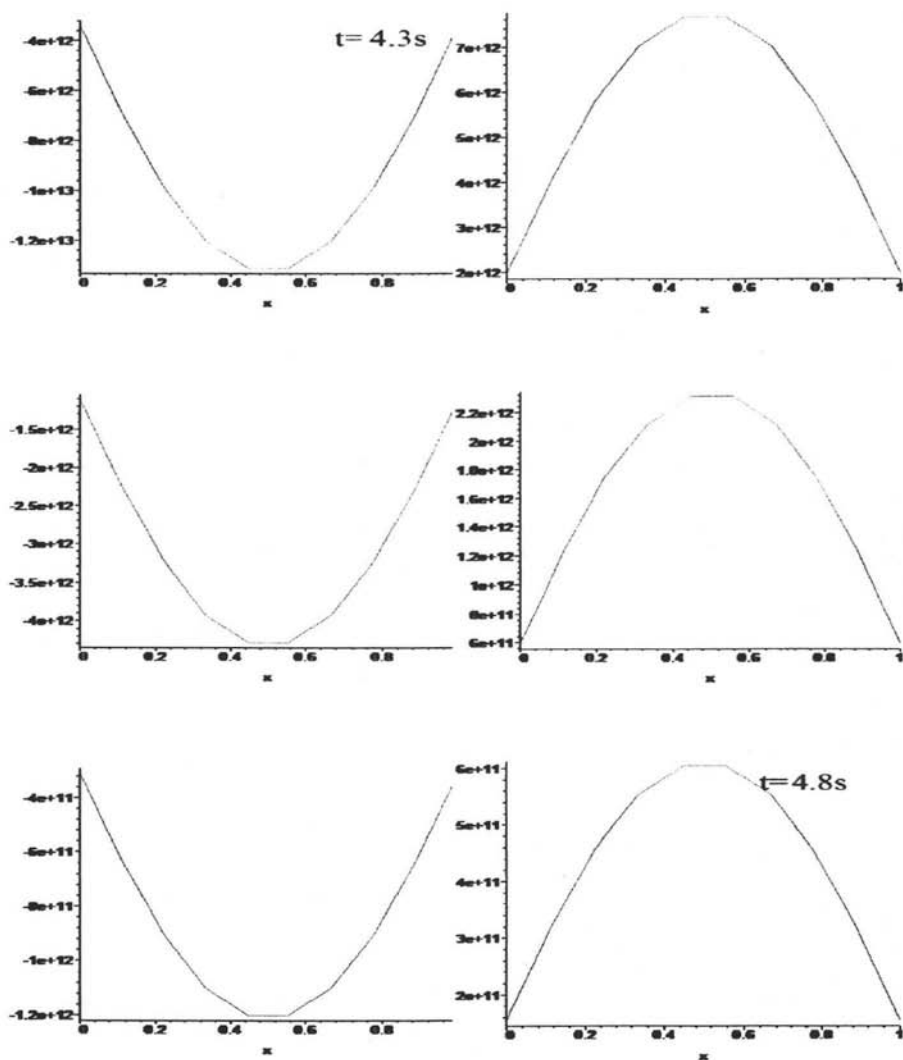 t= 4.3s
-4e+12
-6e+12
-8e+12
-1e+13
-1.2e+13
0 0.2 0.4 0.6 0.8
x
7e+12
6e+12
5e+12
4e+12
3e+12
2e+12
0 0.2 0.4 0.6 0.8 1
x
-1.5e+12
-2e+12
-2.5e+12
-3e+12
-3.5e+12
-4e+12
0 0.2 0.4 0.6 0.8
x
2.2e+12
2e+12
1.8e+12
1.6e+12
1.4e+12
1.2e+12
1e+12
8e+11
6e+11
0 0.2 0.4 0.6 0.8 1
x
-4e+11
-6e+11
-8e+11
-1e+12
-1.2e+12
0 0.2 0.4 0.6 0.8
x
t=4.8s
6e+11
5e+11
4e+11
3e+11
2e+11
0 0.2 0.4 0.6 0.8 1
x